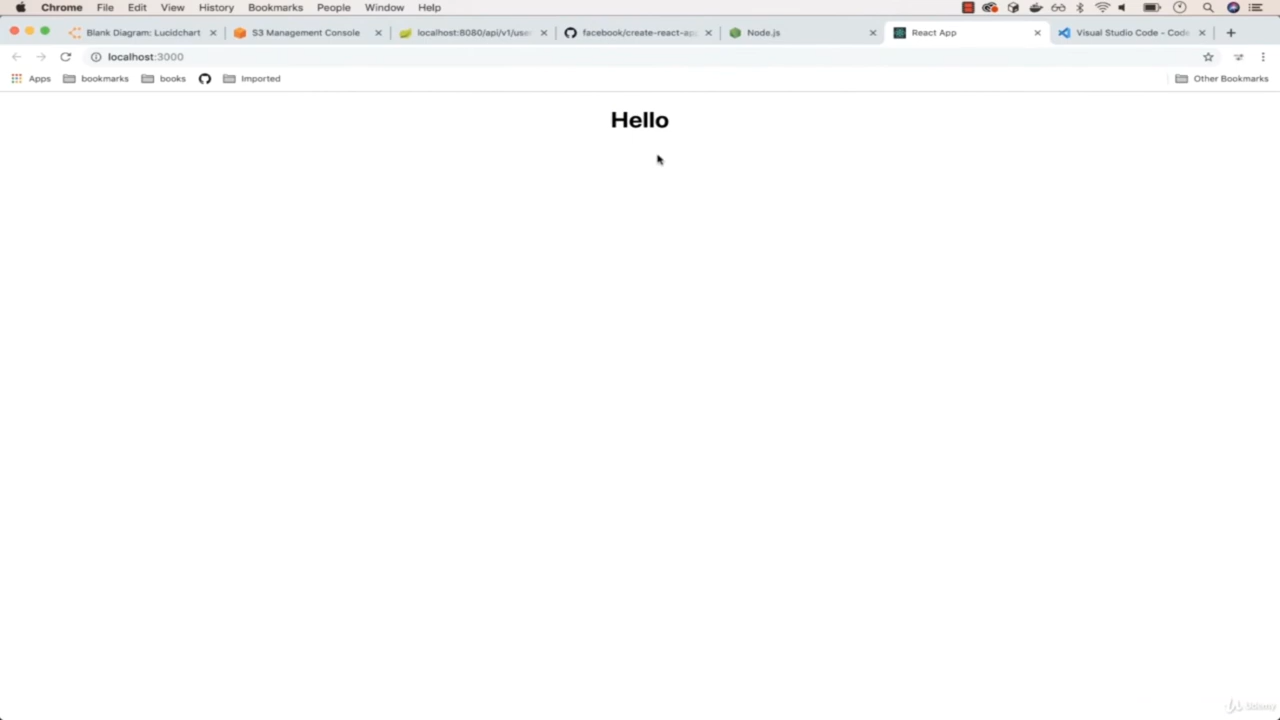 Chrome File Edit View History Bookmarks People Window Help
Blank Diagram: Lucidchart S3 Management Console localhost:8080/api/v1/use facebook/create-react-ap Node.js React App Visual Studio Code - Code
localhost:3000
Apps bookmarks books Imported Other Bookmarks
Hello
Udemy